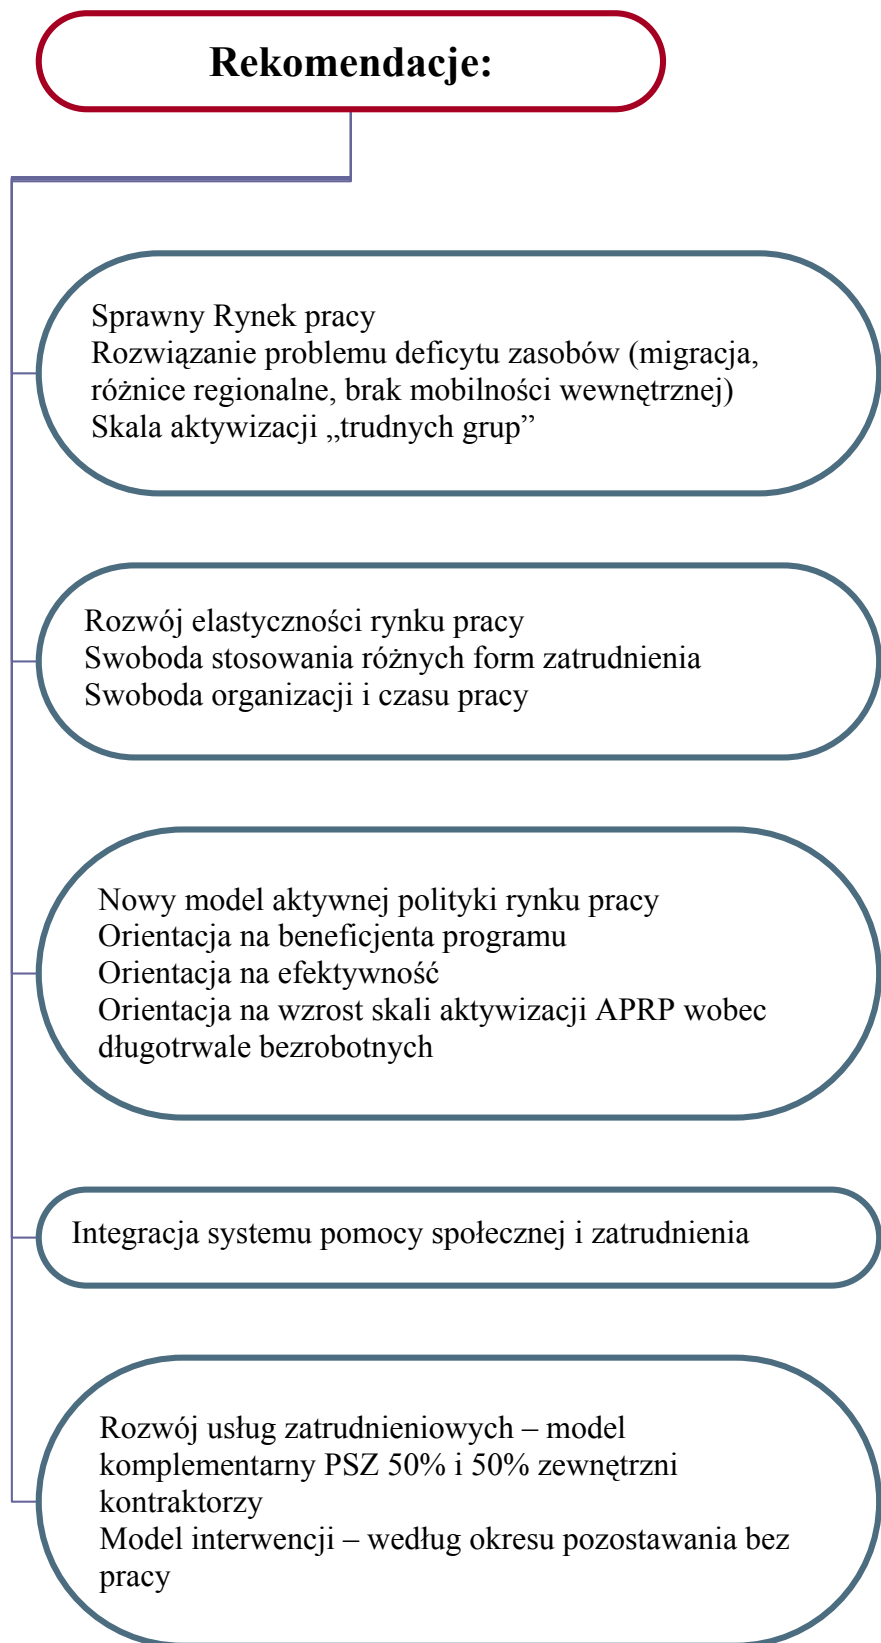 Rekomendacje:
Sprawny Rynek pracy
Rozwiązanie problemu deficytu zasobów (migracja,
różnice regionalne, brak mobilności wewnętrznej)
Skala aktywizacji „trudnych grup”
Rozwój elastyczności rynku pracy
Swoboda stosowania różnych form zatrudnienia
Swoboda organizacji i czasu pracy
Nowy model aktywnej polityki rynku pracy
Orientacja na beneficjenta programu
Orientacja na efektywność
Orientacja na wzrost skali aktywizacji APRP wobec
długotrwale bezrobotnych
Integracja systemu pomocy społecznej i zatrudnienia
Rozwój usług zatrudnieniowych – model
komplementarny PSZ 50% i 50% zewnętrzni
kontraktorzy
Model interwencji – według okresu pozostawania bez
pracy